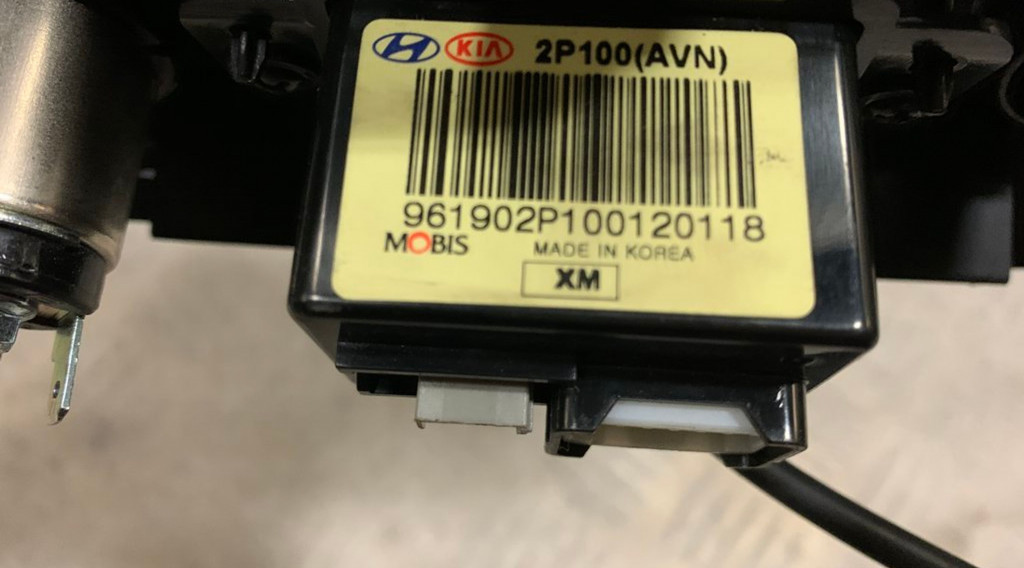 KIA 2P100(AVN)
961902P100120118
MOBIS MADE IN KOREA
XM